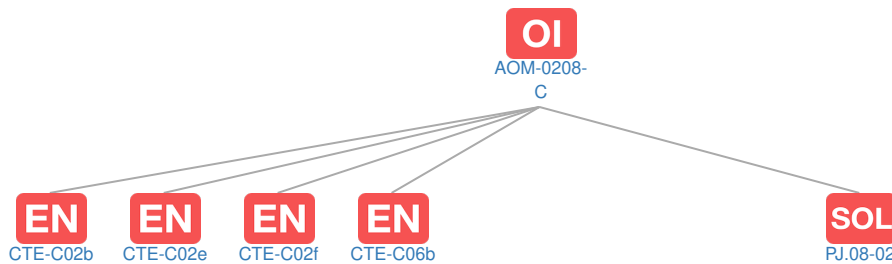 OI
AOM-0208-
C
EN EN EN EN SOL
CTE-C02b CTE-C02e CTE-C02f CTE-C06b PJ.08-02